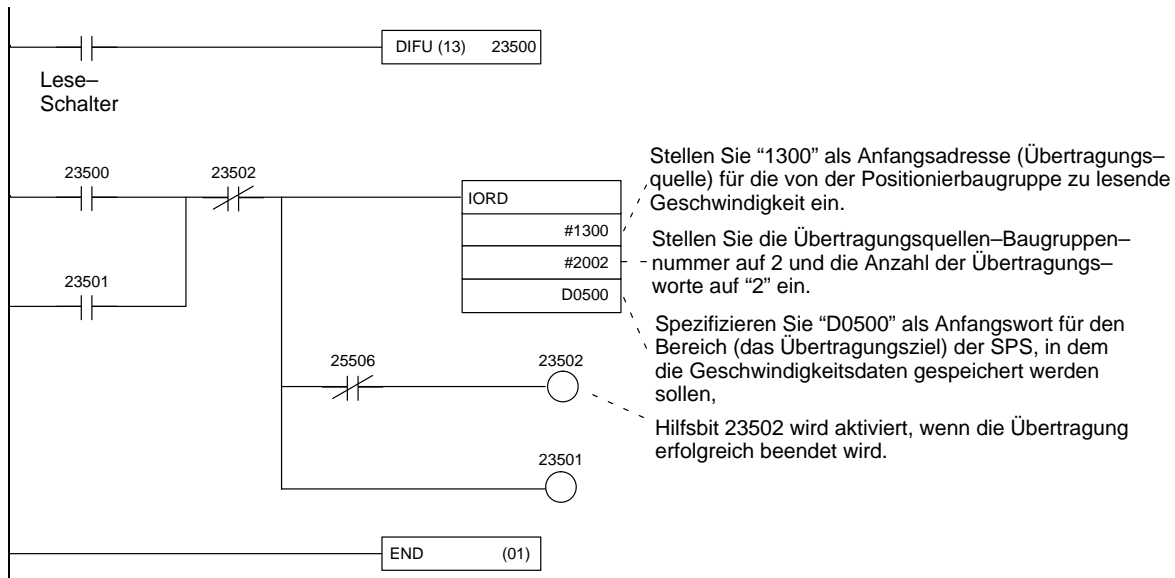 DIFU (13) 23500
Lese–
Schalter
23500
23502
23501
IORD
#1300
#2002
D0500
Stellen Sie “1300” als Anfangsadresse (Übertragungs–
quelle) für die von der Positionierbaugruppe zu lesende
Geschwindigkeit ein.
Stellen Sie die Übertragungsquellen–Baugruppen–
nummer auf 2 und die Anzahl der Übertragungs–
worte auf “2” ein.
Spezifizieren Sie “D0500” als Anfangswort für den
Bereich (das Übertragungsziel) der SPS, in dem
die Geschwindigkeitsdaten gespeichert werden
sollen,
25506
23502
Hilfsbit 23502 wird aktiviert, wenn die Übertragung
erfolgreich beendet wird.
23501
END (01)